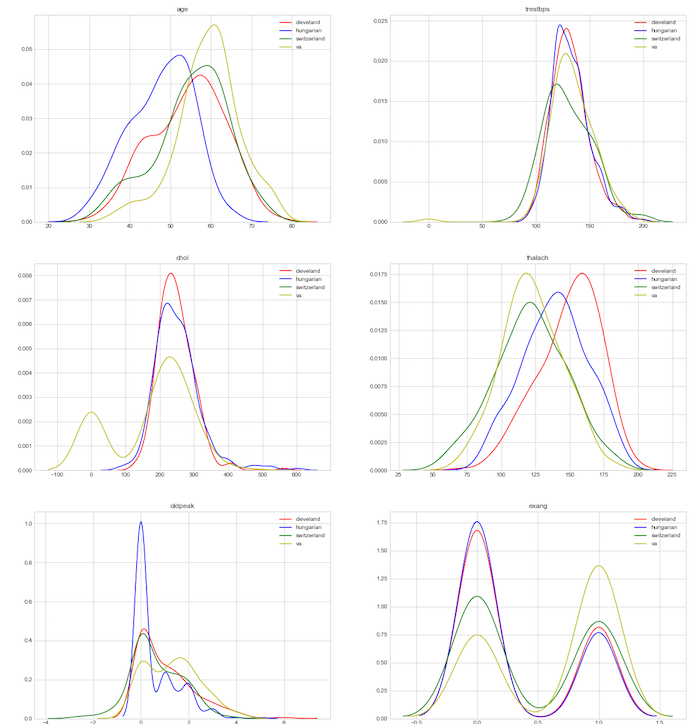 age
trestbps
0.05
0.04
0.03
0.02
0.01
0.00
20
30
40
50
60
70
80
cleveland
hungarian
switzerland
va
0.025
0.020
0.015
0.010
0.005
0.000
0
50
100
150
200
cleveland
hungarian
switzerland
va
chol
thalach
0.008
0.007
0.006
0.005
0.004
0.003
0.002
0.001
0.000
−100
0
100
200
300
400
500
600
cleveland
hungarian
switzerland
va
0.0175
0.0150
0.0125
0.0100
0.0075
0.0050
0.0025
0.0000
25
50
75
100
125
150
175
200
225
cleveland
hungarian
switzerland
va
oldpeak
exang
1.0
0.8
0.6
0.4
0.2
0.0
−4
−2
0
2
4
6
cleveland
hungarian
switzerland
va
1.75
1.50
1.25
1.00
0.75
0.50
0.25
0.00
−0.5
0.0
0.5
1.0
1.5
cleveland
hungarian
switzerland
va